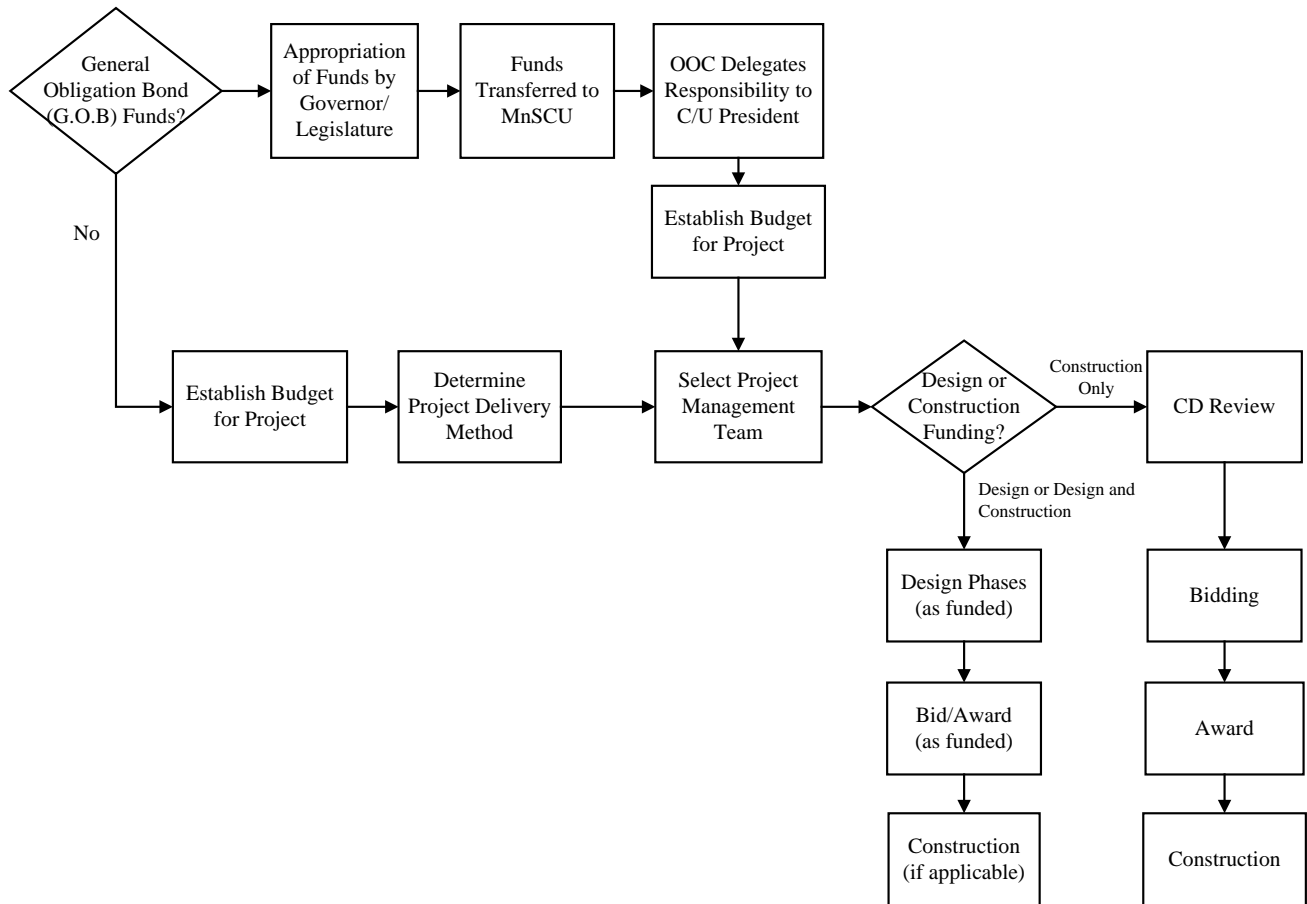 General
Obligation Bond
(G.O.B) Funds?
Appropriation
of Funds by
Governor/
Legislature
Funds
Transferred to
MnSCU
OOC Delegates
Responsibility to
C/U President
Establish Budget
for Project
No
Establish Budget
for Project
Determine
Project Delivery
Method
Select Project
Management
Team
Design or
Construction
Funding?
Construction
Only
CD Review
Design or Design and
Construction
Design Phases
(as funded)
Bidding
Bid/Award
(as funded)
Award
Construction
(if applicable)
Construction